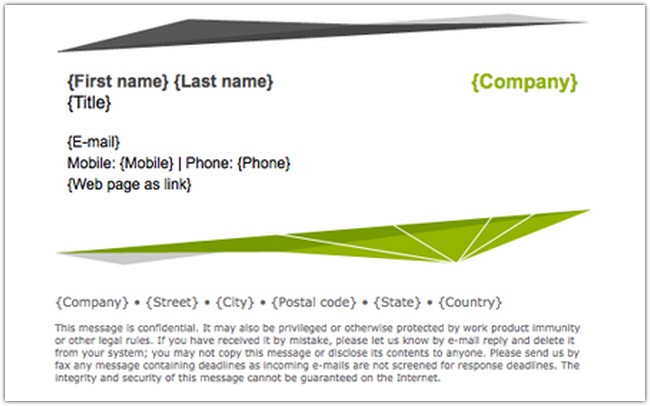 {First name} {Last name}
{Company}
{Title}
{E-mail}
Mobile: {Mobile} | Phone: {Phone}
{Web page as link}
{Company} • {Street} • {City} • {Postal code} • {State} • {Country}
This message is confidential. It may also be privileged or otherwise protected by work product immunity
or other legal rules. If you have received it by mistake, please let us know by e-mail reply and delete it
from your system; you may not copy this message or disclose its contents to anyone. Please send us by
fax any message containing deadlines as incoming e-mails are not screened for response deadlines. The
integrity and security of this message cannot be guaranteed on the Internet.